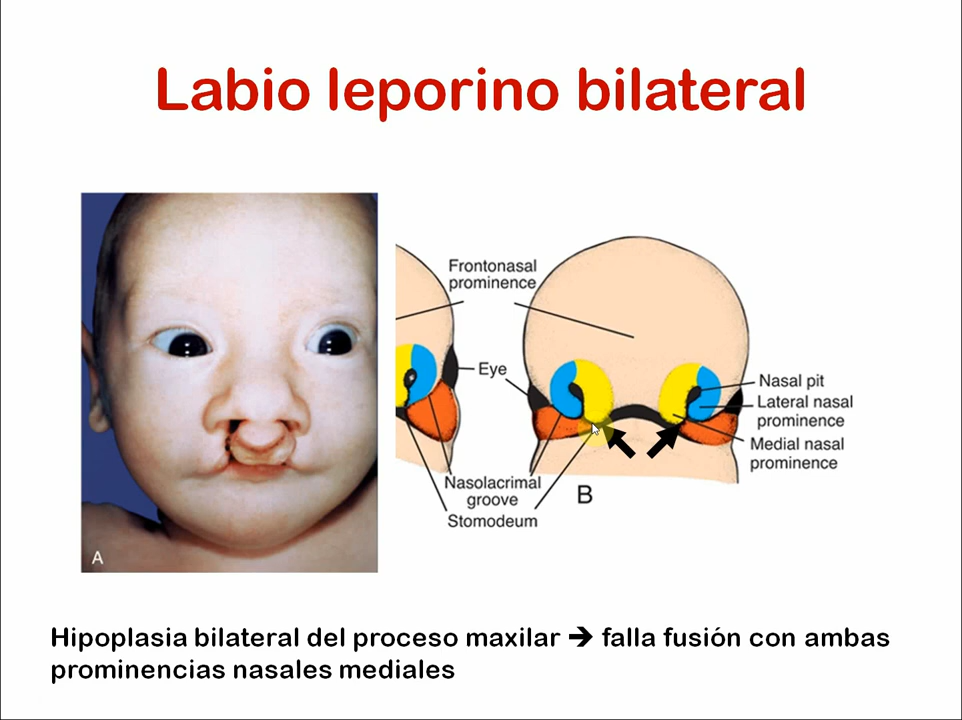 Labio leporino bilateral
Frontonasal
prominence
Eye
Nasal pit
Lateral nasal
prominence
Medial nasal
prominence
Nasolacrimal
groove
Stomodeum
B
A
Hipoplasia bilateral del proceso maxilar ➔ falla fusión con ambas
prominencias nasales mediales